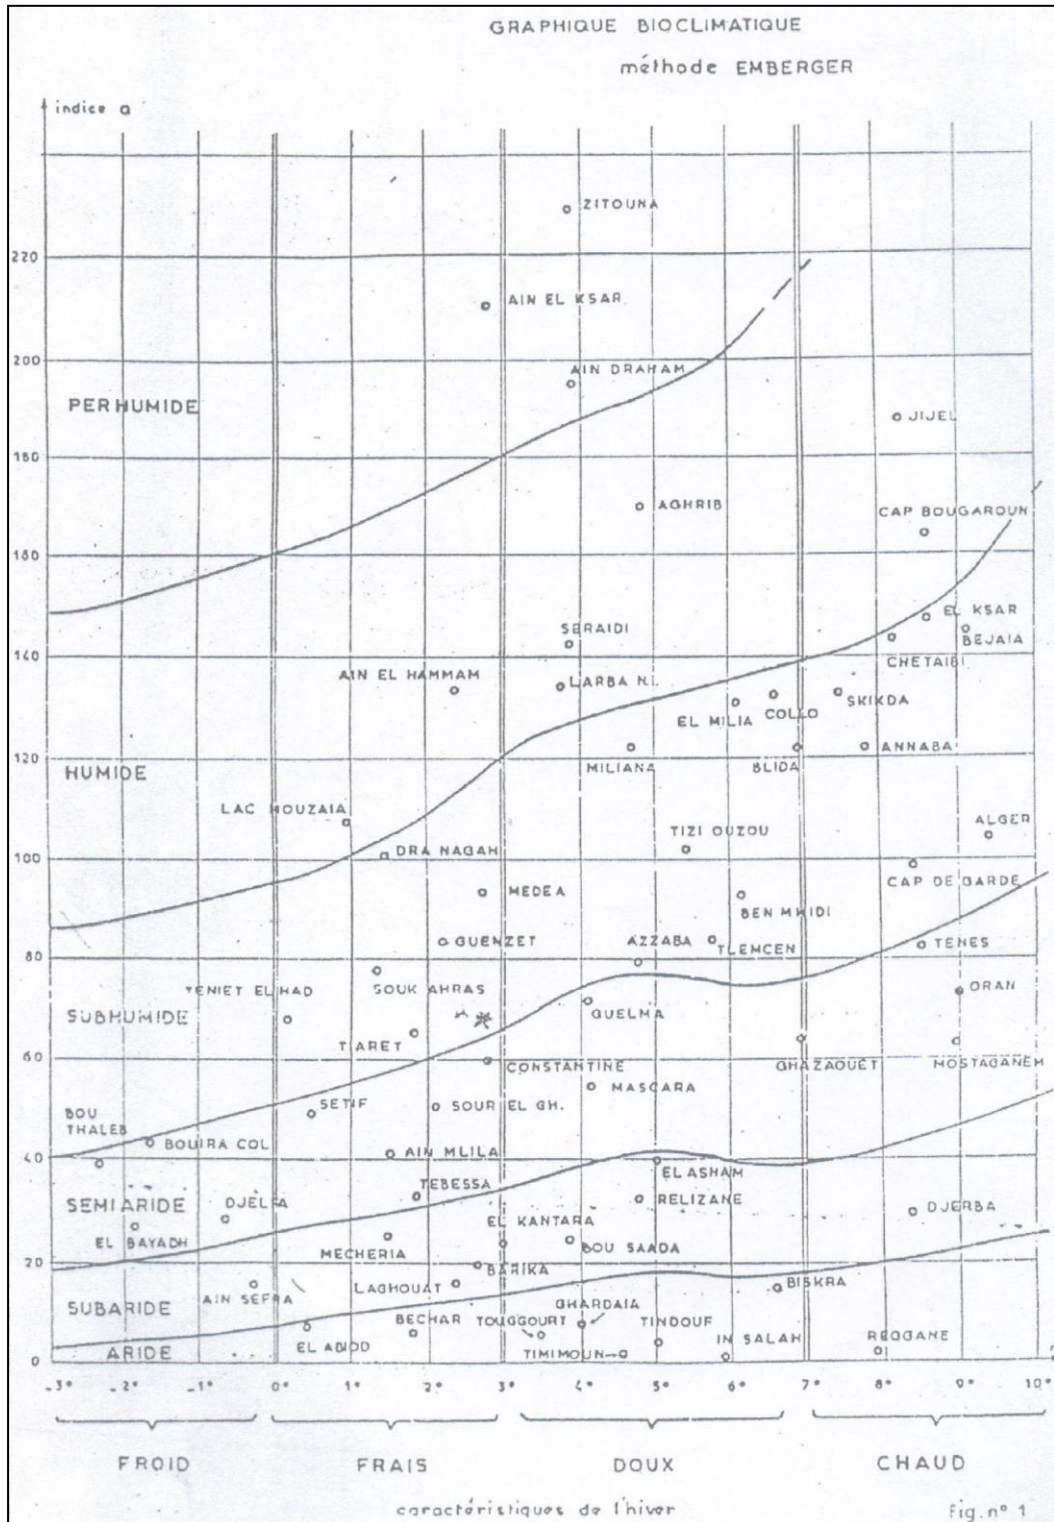 GRAPHIQUE BIOCLIMATIQUE
méthode EMBERGER
indice Q
ZITOUNA
220
AIN EL KSAR
200
AIN DRAHAM
PERHUMIDE
JIJEL
180
AGHRIB
CAP BOUGAROUN
180
EL KSAR
SERAIDI
BEJAIA
140
CHETAIBI
AIN EL HAMMAM
LARBA N.I.
SKIKDA
EL MILIA
COLLO
ANNABA
120
MILIANA
BLIDA
HUMIDE
LAC MOUZAIA
ALGER
TIZI OUZOU
100
DRA NAGAH
CAP DE GARDE
MEDEA
BEN MHIDI
GUENZET
AZZABA
TLEMCEN
TENES
80
SOUK AHRAS
TENIET EL HAD
ORAN
SUBHUMIDE
GUELMA
TIARET
60
CONSTANTINE
GHAZAOUET
MOSTAGANEM
MASCARA
BOU
THALEB
SETIF
SOUR EL GH.
BOUIRA COL
40
AIN MLILA
EL ASHAM
TEBESSA
SEMIARIDE
DJELFA
RELIZANE
DJERBA
EL KANTARA
EL BAYADH
MECHERIA
BOU SAADA
20
BARIKA
LAGHOUAT
BISKRA
AIN SEFRA
SUBARIDE
GHARDAIA
BECHAR
TOUGGOURT
TINDOUF
IN SALAH
REGGANE
EL ABIOD
ARIDE
TIMIMOUN
0
-3° -2° -1° 0° 1° 2° 3° 4° 5° 6° 7° 8° 9° 10°
FROID FRAIS DOUX CHAUD
caractéristiques de l'hiver
Fig. n° 1